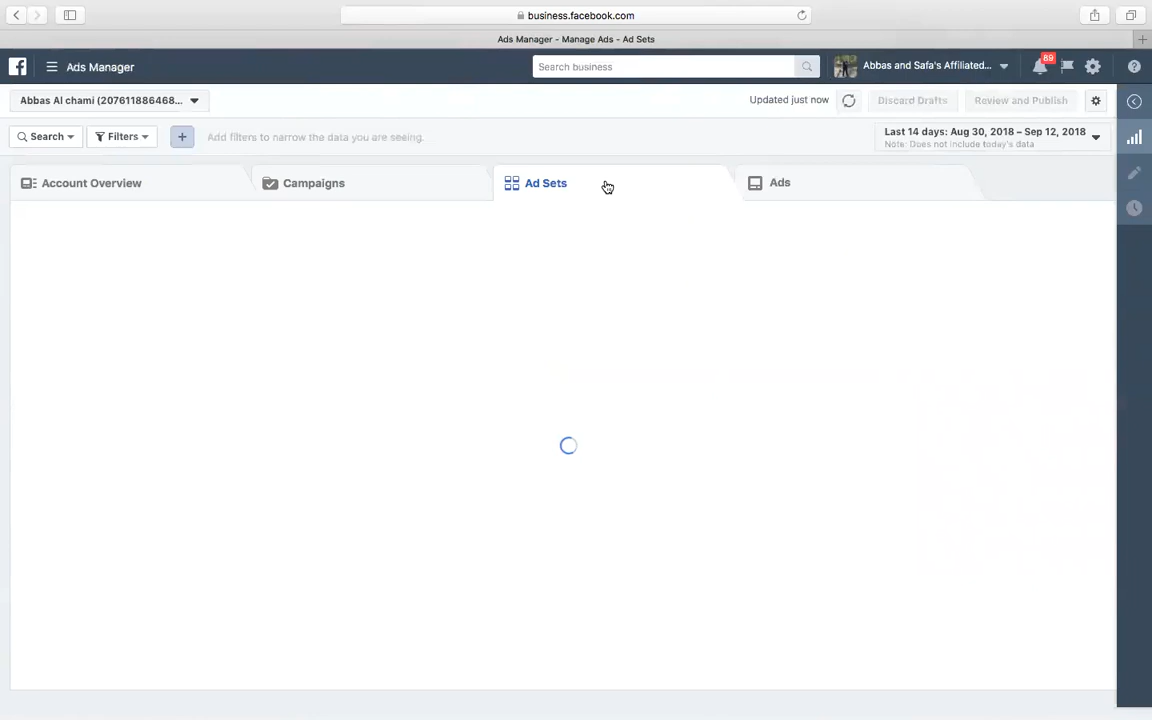 business.facebook.com
Ads Manager - Manage Ads - Ad Sets
Ads Manager
Search business
Abbas and Safa's Affiliated...
89
Abbas Al chami (207611886468...
Updated just now
Discard Drafts
Review and Publish
Search
Filters
Add filters to narrow the data you are seeing.
Last 14 days: Aug 30, 2018 – Sep 12, 2018
Note: Does not include today's data
Account Overview
Campaigns
Ad Sets
Ads